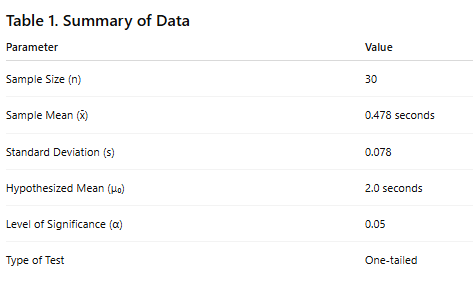 Table 1. Summary of Data
Parameter Value
Sample Size (n) 30
Sample Mean (x̄) 0.478 seconds
Standard Deviation (s) 0.078
Hypothesized Mean (μ₀) 2.0 seconds
Level of Significance (α) 0.05
Type of Test One-tailed